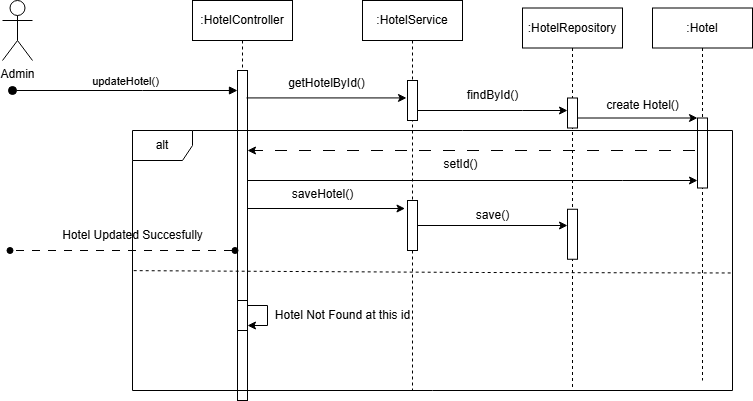 :HotelController
:HotelService
:HotelRepository
:Hotel
Admin
updateHotel()
getHotelById()
findById()
create Hotel()
alt
setId()
saveHotel()
save()
Hotel Updated Succesfully
Hotel Not Found at this id